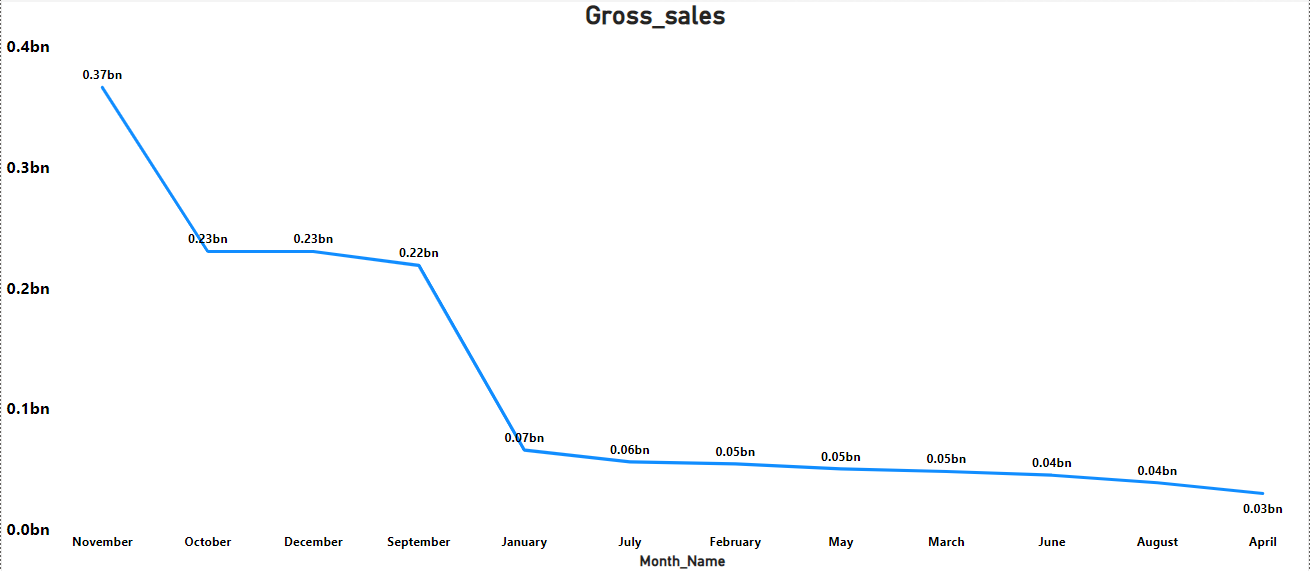 Gross_sales
0.4bn
0.3bn
0.2bn
0.1bn
0.0bn
0.37bn
0.23bn
0.23bn
0.22bn
0.07bn
0.06bn
0.05bn
0.05bn
0.05bn
0.04bn
0.04bn
0.03bn
November October December September January July February May March June August April
Month_Name